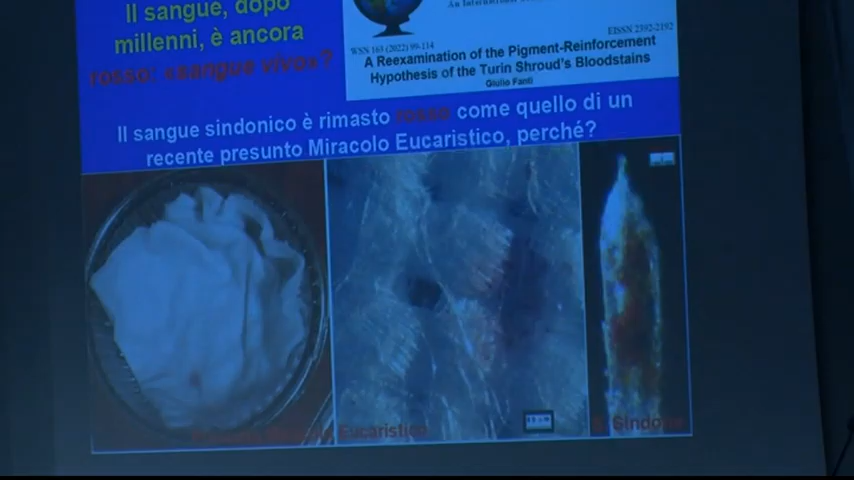 Il sangue, dopo
millenni, è ancora
rosso: «sangue vivo»?
An International
WSN 163 (2022) 99-114
EISSN 2392-2192
A Reexamination of the Pigment-Reinforcement
Hypothesis of the Turin Shroud's Bloodstains
Giulio Fanti
Il sangue sindonico è rimasto rosso come quello di un
recente presunto Miracolo Eucaristico, perché?
Eucaristico
Sindone